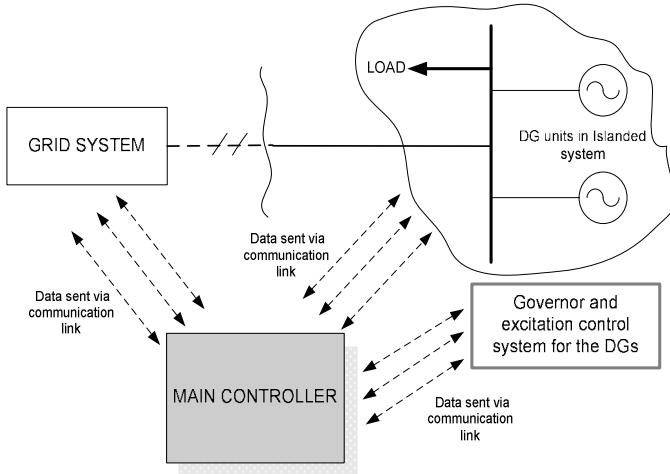 LOAD
GRID SYSTEM
DG units in Islanded
system
Data sent via
communication
link
Data sent via
communication
link
Governor and
excitation control
system for the DGs
MAIN CONTROLLER
Data sent via
communication
link